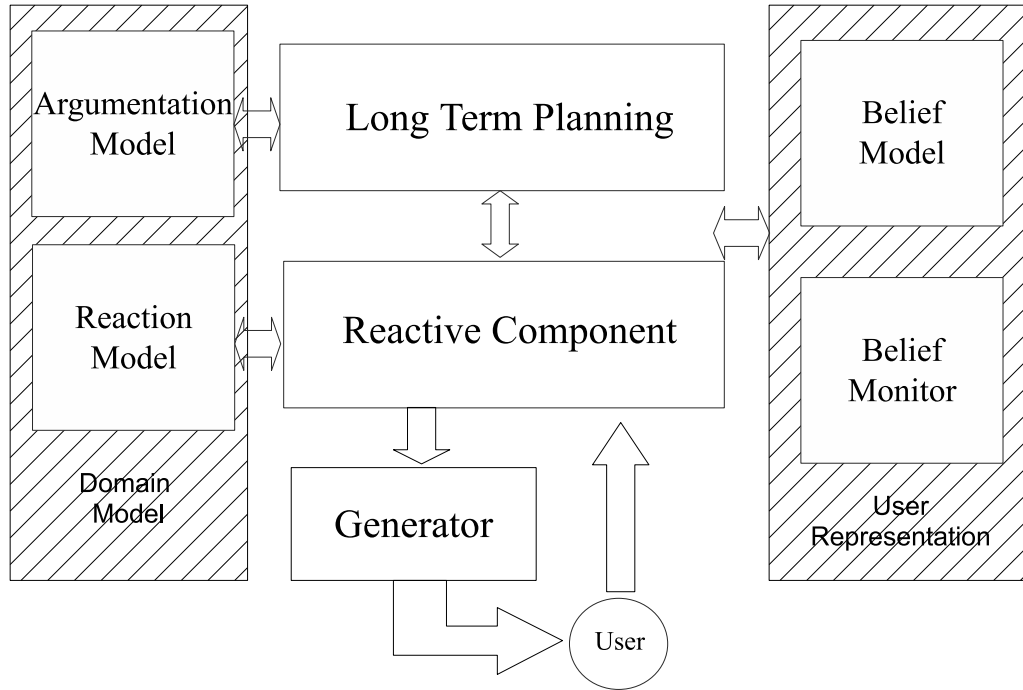 Argumentation
Model
Long Term Planning
Belief
Model
Reaction
Model
Reactive Component
Belief
Monitor
Domain
Model
Generator
User
Representation
User